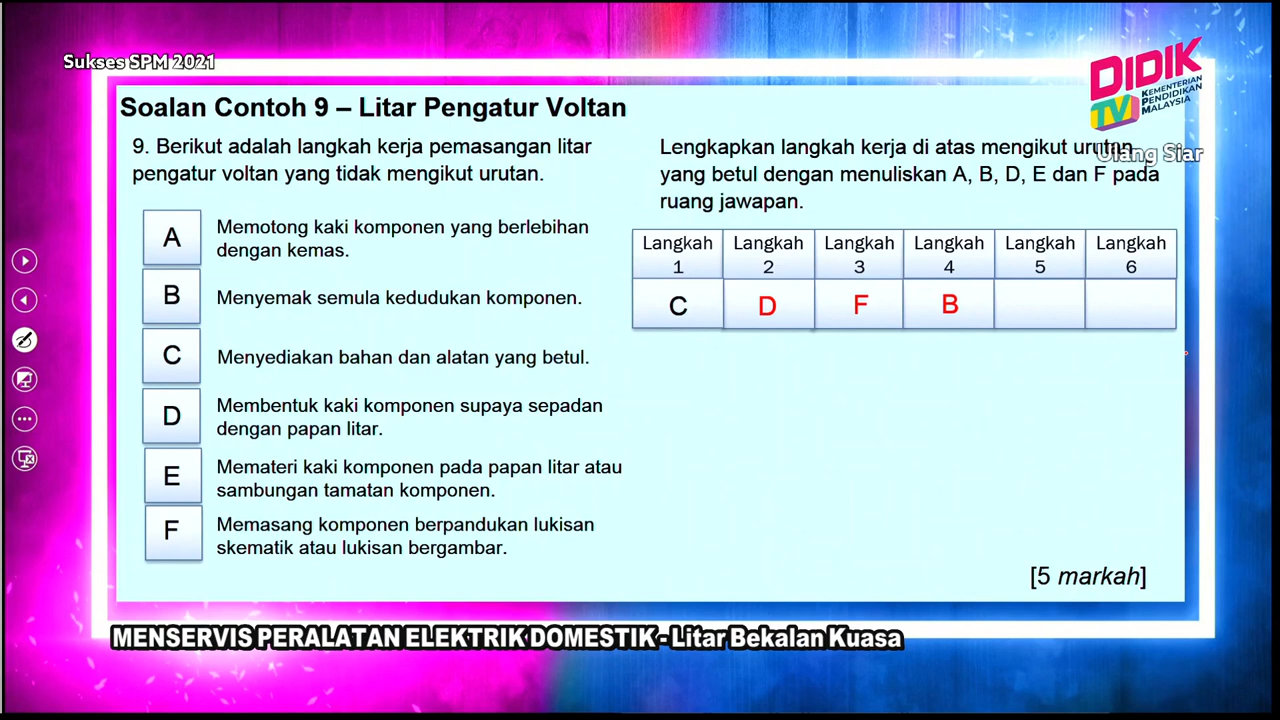 Sukses SPM 2021
DIDIK
TV
KEMENTERIAN
PENDIDIKAN
MALAYSIA
Ulang Siar
Soalan Contoh 9 – Litar Pengatur Voltan
9. Berikut adalah langkah kerja pemasangan litar
pengatur voltan yang tidak mengikut urutan.
A
Memotong kaki komponen yang berlebihan
dengan kemas.
B
Menyemak semula kedudukan komponen.
C
Menyediakan bahan dan alatan yang betul.
D
Membentuk kaki komponen supaya sepadan
dengan papan litar.
E
Memateri kaki komponen pada papan litar atau
sambungan tamatan komponen.
F
Memasang komponen berpandukan lukisan
skematik atau lukisan bergambar.
Lengkapkan langkah kerja di atas mengikut urutan
yang betul dengan menuliskan A, B, D, E dan F pada
ruang jawapan.
Langkah 1 Langkah 2 Langkah 3 Langkah 4 Langkah 5 Langkah 6
C D F B
[5 markah]
MENSERVIS PERALATAN ELEKTRIK DOMESTIK - Litar Bekalan Kuasa